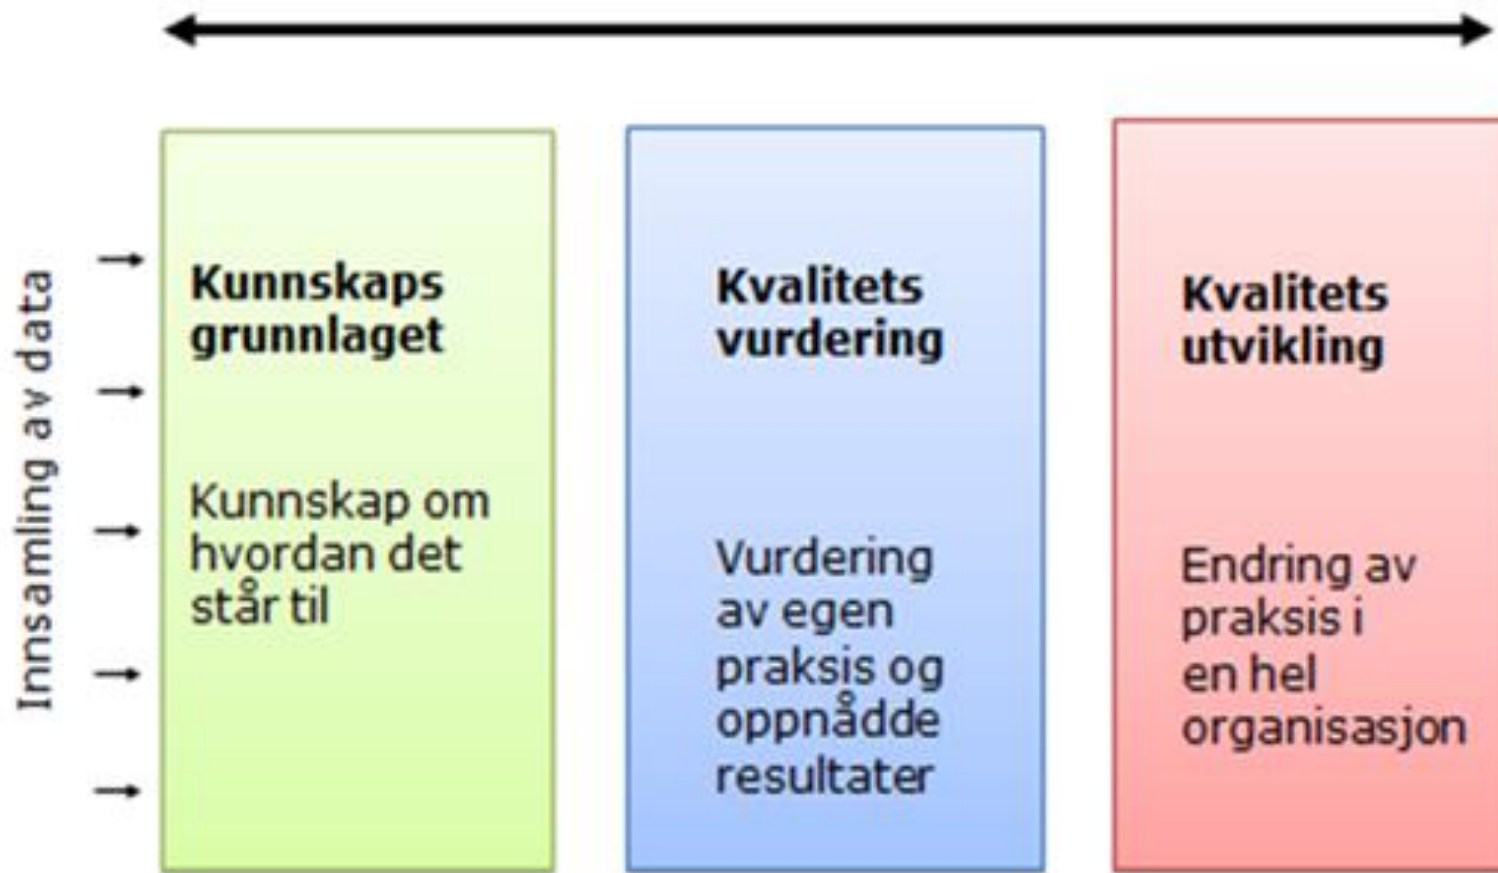 Innsamling av data
Kunnskaps
grunnlaget
Kunnskap om
hvordan det
står til
Kvalitets
vurdering
Vurdering
av egen
praksis og
oppnådde
resultater
Kvalitets
utvikling
Endring av
praksis i
en hel
organisasjon